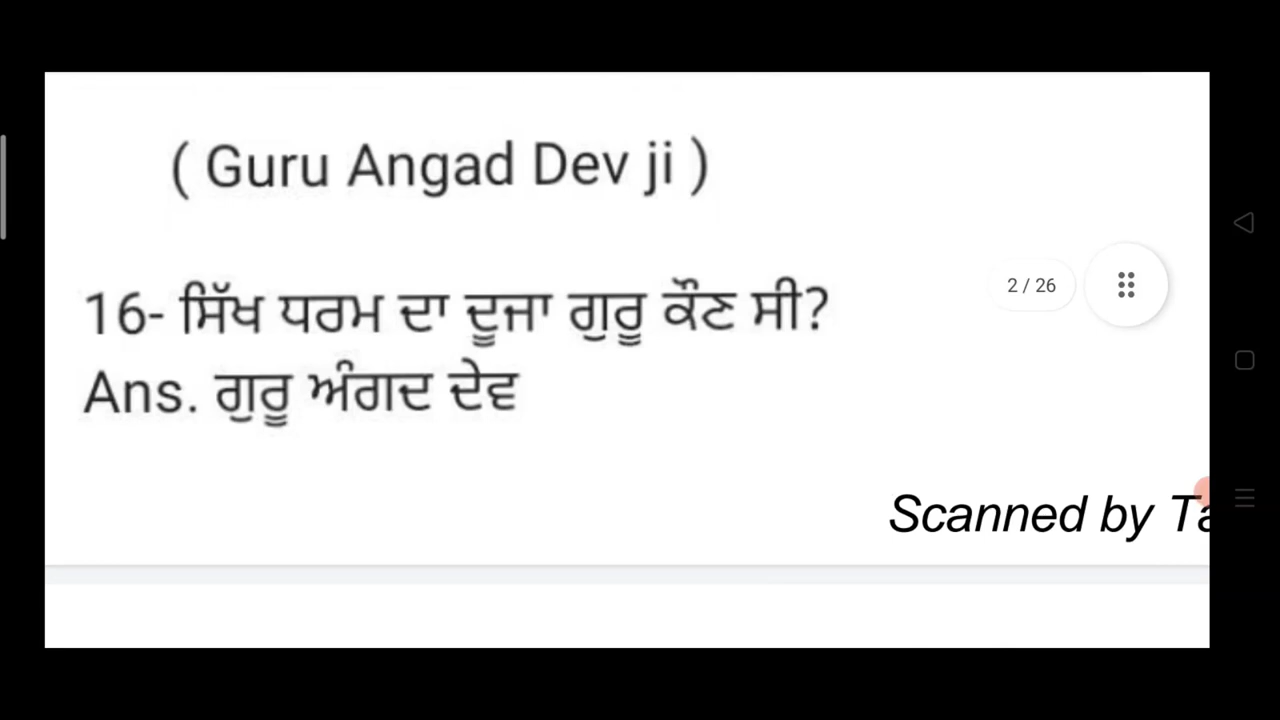 ( Guru Angad Dev ji )
16- ਸਿੱਖ ਧਰਮ ਦਾ ਦੂਜਾ ਗੁਰੂ ਕੌਣ ਸੀ?
2 / 26
Ans. ਗੁਰੂ ਅੰਗਦ ਦੇਵ
Scanned by